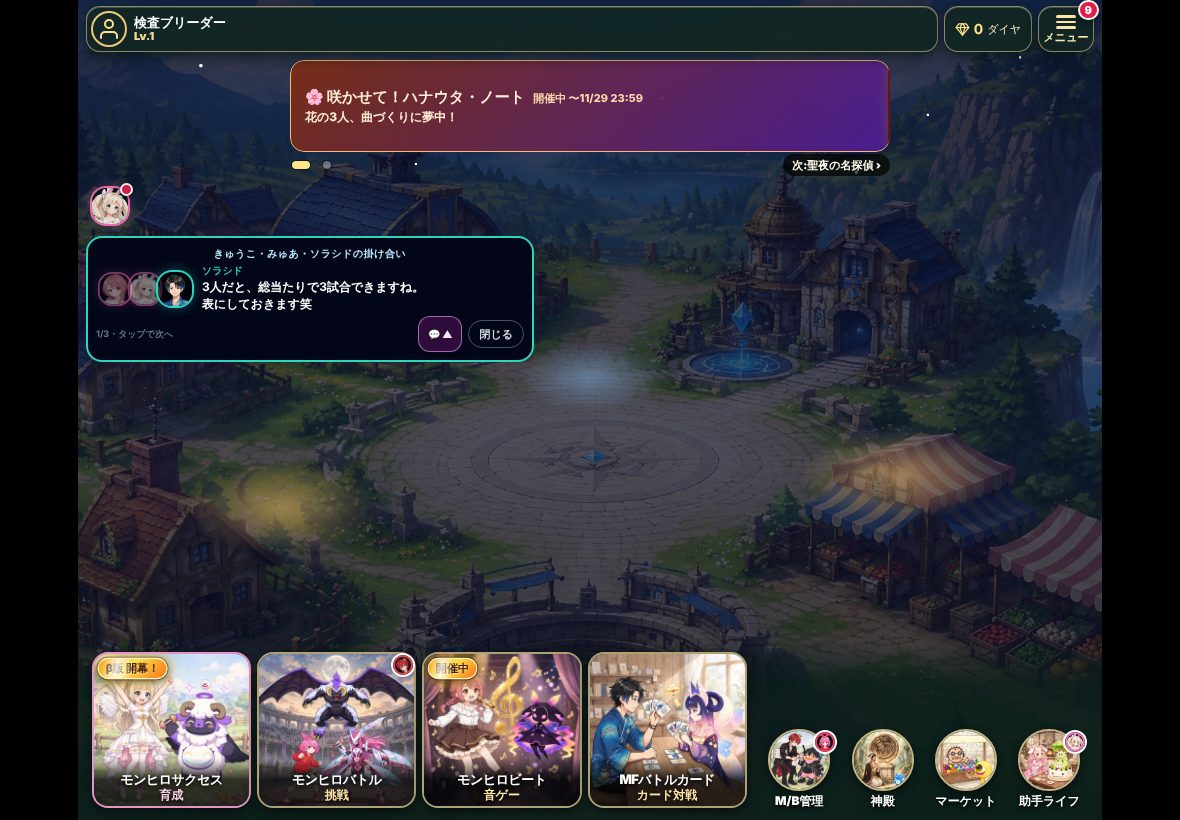 検査ブリーダー
Lv.1
0 ダイヤ
9
メニュー
🌸 咲かせて！ハナウタ・ノート 開催中 〜11/29 23:59
花の3人、曲づくりに夢中！
次:聖夜の名探偵 ›
きゅうこ・みゅあ・ソラシドの掛け合い
ソラシド
3人だと、総当たりで3試合できますね。
表にしておきます笑
1/3・タップで次へ
💬▲
閉じる
β版 開幕！
モンヒロサクセス
育成
モンヒロバトル
挑戦
開催中
モンヒロビート
音ゲー
MFバトルカード
カード対戦
M/B管理
神殿
マーケット
助手ライフ